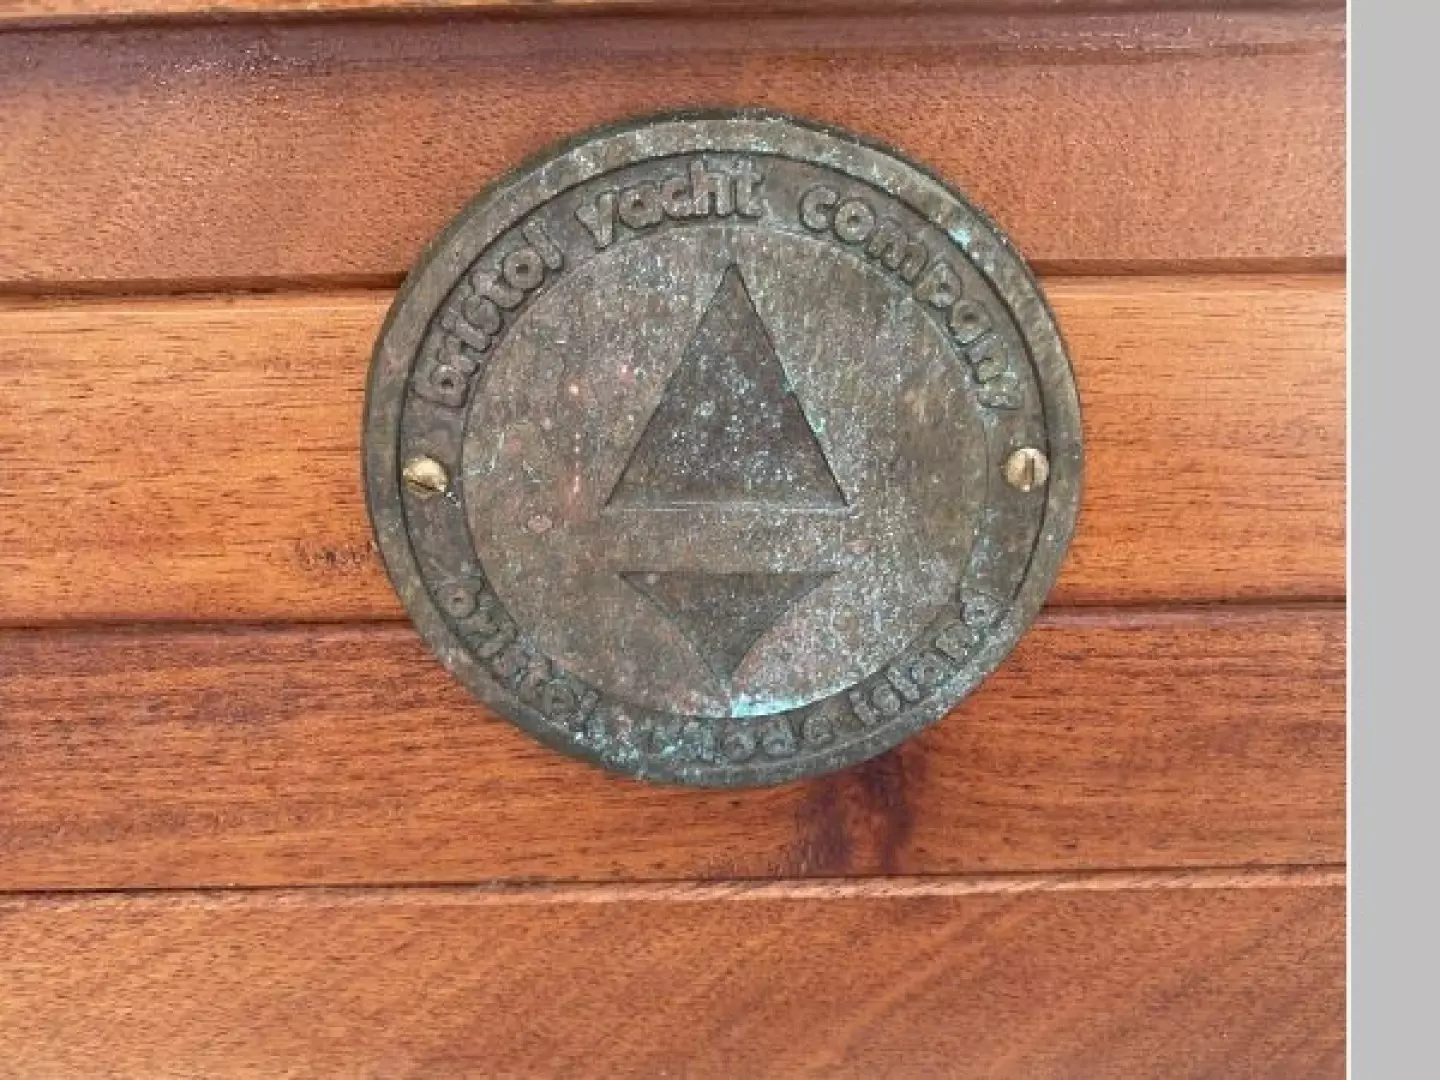 bristol yacht company
bristol, rhode island